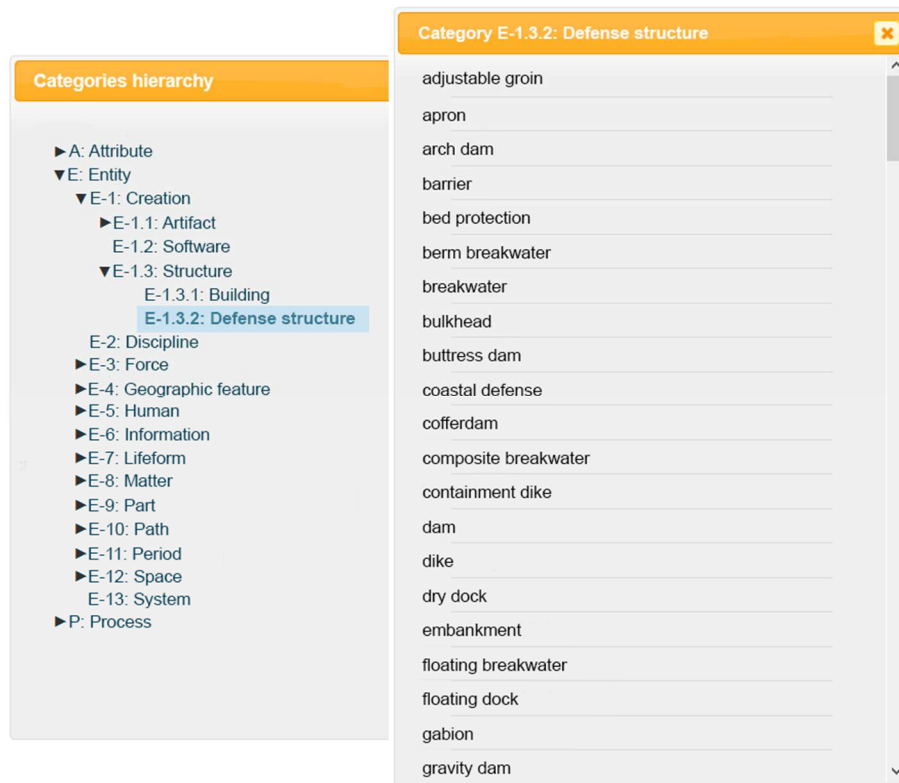 Categories hierarchy
▶A: Attribute
▼E: Entity
▼E-1: Creation
▶E-1.1: Artifact
E-1.2: Software
▼E-1.3: Structure
E-1.3.1: Building
E-1.3.2: Defense structure
E-2: Discipline
▶E-3: Force
▶E-4: Geographic feature
▶E-5: Human
▶E-6: Information
▶E-7: Lifeform
▶E-8: Matter
▶E-9: Part
▶E-10: Path
▶E-11: Period
▶E-12: Space
E-13: System
▶P: Process
Category E-1.3.2: Defense structure
adjustable groin
apron
arch dam
barrier
bed protection
berm breakwater
breakwater
bulkhead
buttress dam
coastal defense
cofferdam
composite breakwater
containment dike
dam
dike
dry dock
embankment
floating breakwater
floating dock
gabion
gravity dam